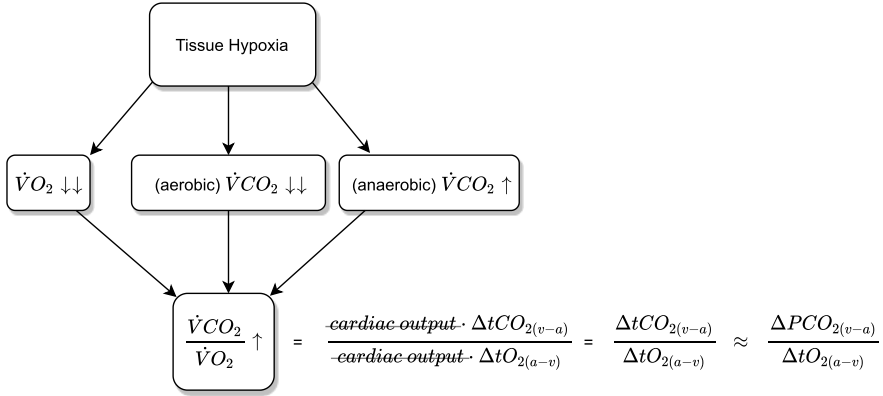 Tissue Hypoxia
V̇O₂ ↓↓
(aerobic) V̇CO₂ ↓↓
(anaerobic) V̇CO₂ ↑
V̇CO₂ / V̇O₂ ↑ = cardiac output · ΔtCO₂₍ᵥ₋ₐ₎ / cardiac output · ΔtO₂₍ₐ₋ᵥ₎ = ΔtCO₂₍ᵥ₋ₐ₎ / ΔtO₂₍ₐ₋ᵥ₎ ≈ ΔPCO₂₍ᵥ₋ₐ₎ / ΔtO₂₍ₐ₋ᵥ₎